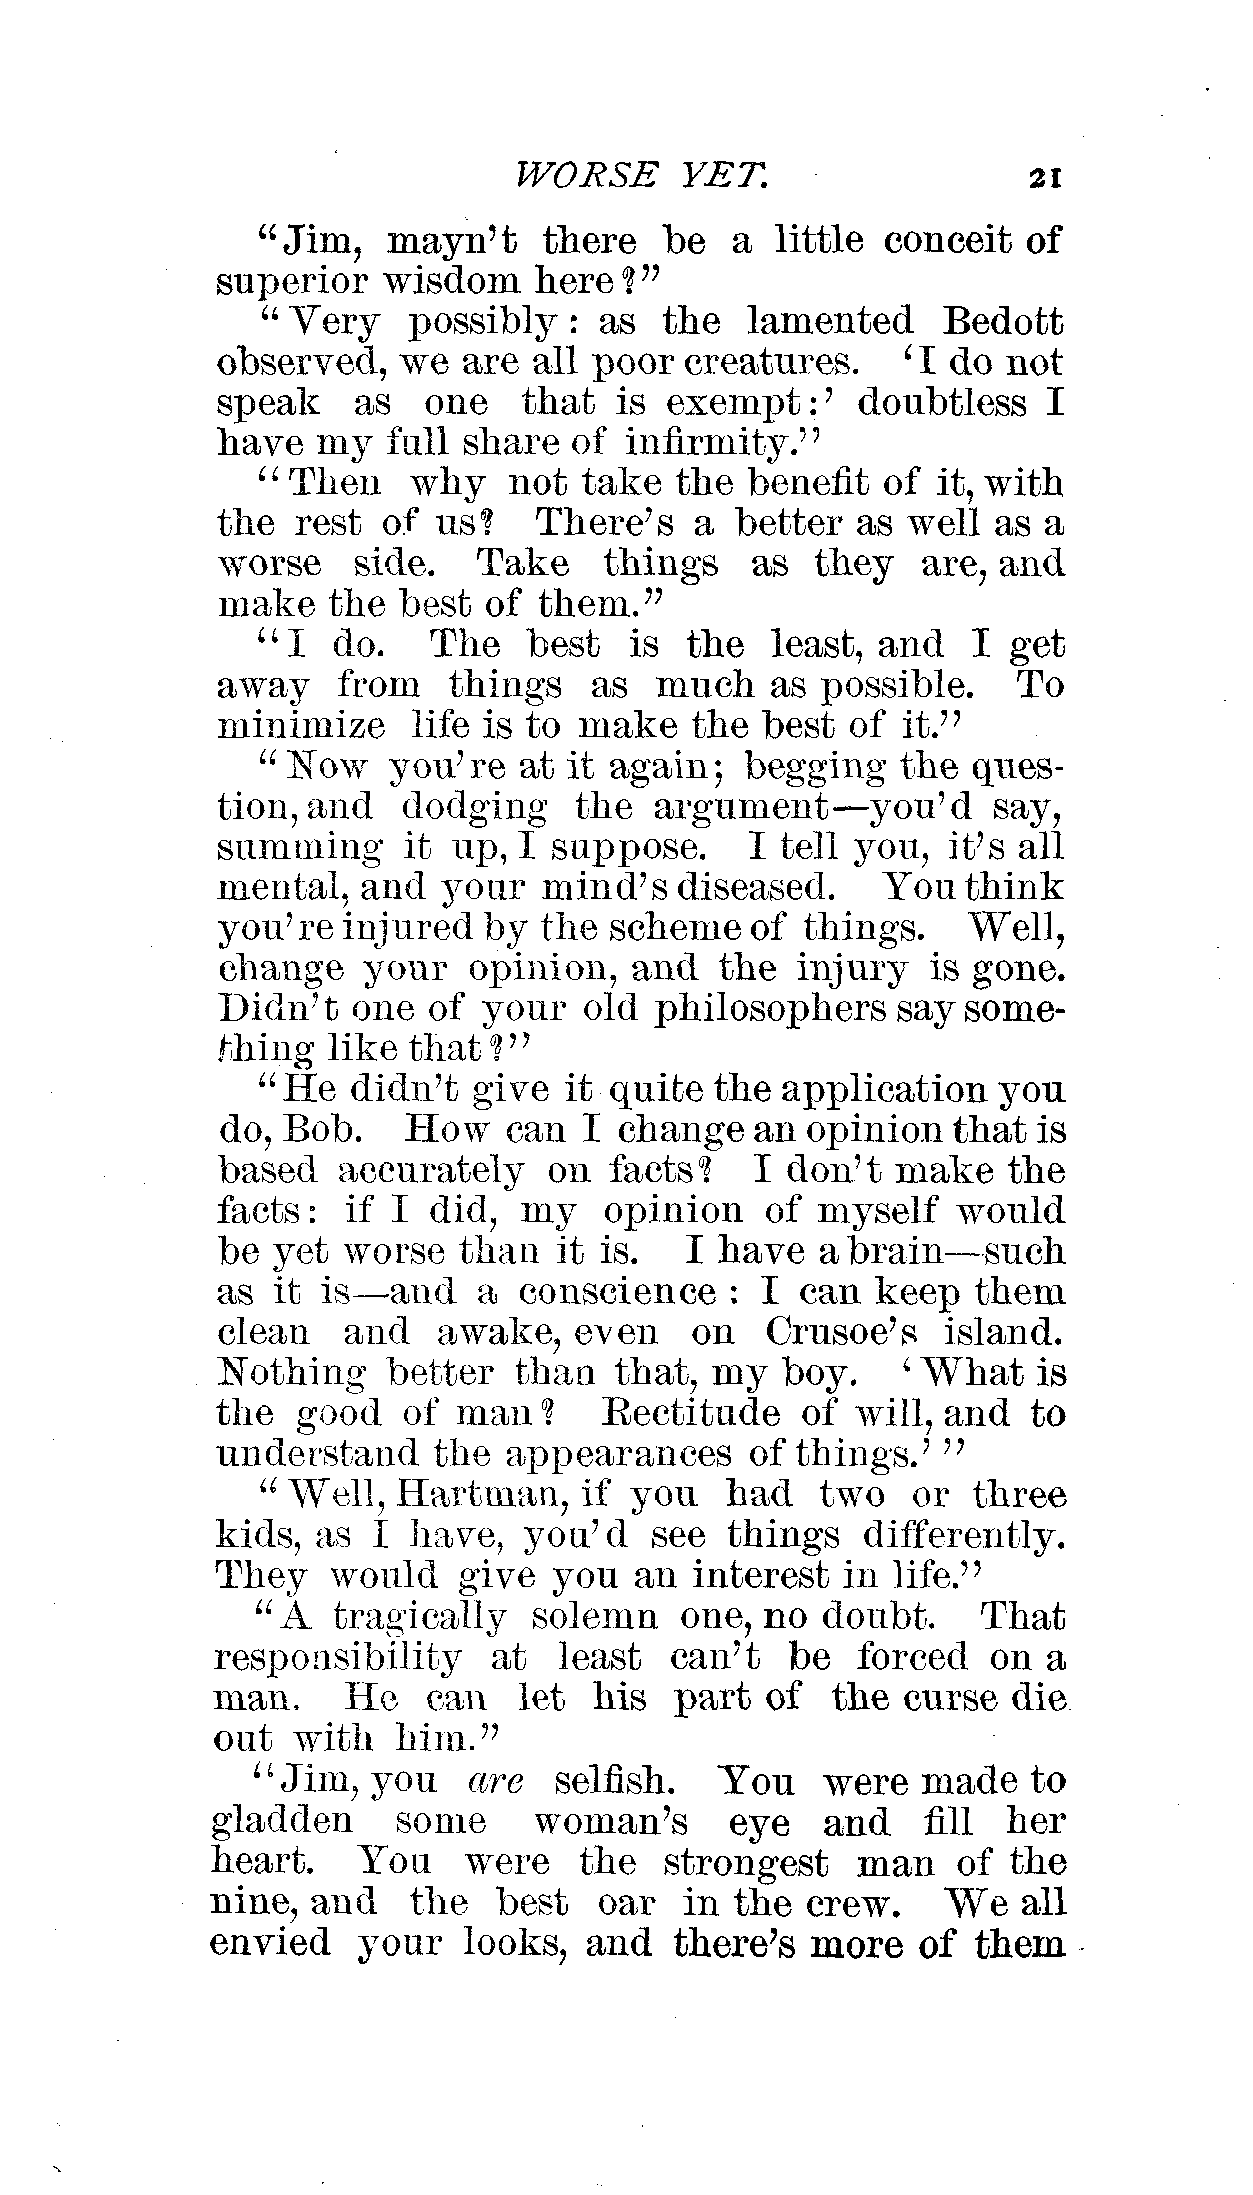 WORSE YET. 21
"Jim, mayn't there be a little conceit of
superior wisdom here?"
"Very possibly: as the lamented Bedott
observed, we are all poor creatures. 'I do not
speak as one that is exempt:' doubtless I
have my full share of infirmity."
"Then why not take the benefit of it, with
the rest of us? There's a better as well as a
worse side. Take things as they are, and
make the best of them."
"I do. The best is the least, and I get
away from things as much as possible. To
minimize life is to make the best of it."
"Now you're at it again; begging the ques-
tion, and dodging the argument—you'd say,
summing it up, I suppose. I tell you, it's all
mental, and your mind's diseased. You think
you're injured by the scheme of things. Well,
change your opinion, and the injury is gone.
Didn't one of your old philosophers say some-
thing like that?"
"He didn't give it quite the application you
do, Bob. How can I change an opinion that is
based accurately on facts? I don't make the
facts: if I did, my opinion of myself would
be yet worse than it is. I have a brain—such
as it is—and a conscience: I can keep them
clean and awake, even on Crusoe's island.
Nothing better than that, my boy. 'What is
the good of man? Rectitude of will, and to
understand the appearances of things.'"
"Well, Hartman, if you had two or three
kids, as I have, you'd see things differently.
They would give you an interest in life."
"A tragically solemn one, no doubt. That
responsibility at least can't be forced on a
man. He can let his part of the curse die
out with him."
"Jim, you are selfish. You were made to
gladden some woman's eye and fill her
heart. You were the strongest man of the
nine, and the best oar in the crew. We all
envied your looks, and there's more of them